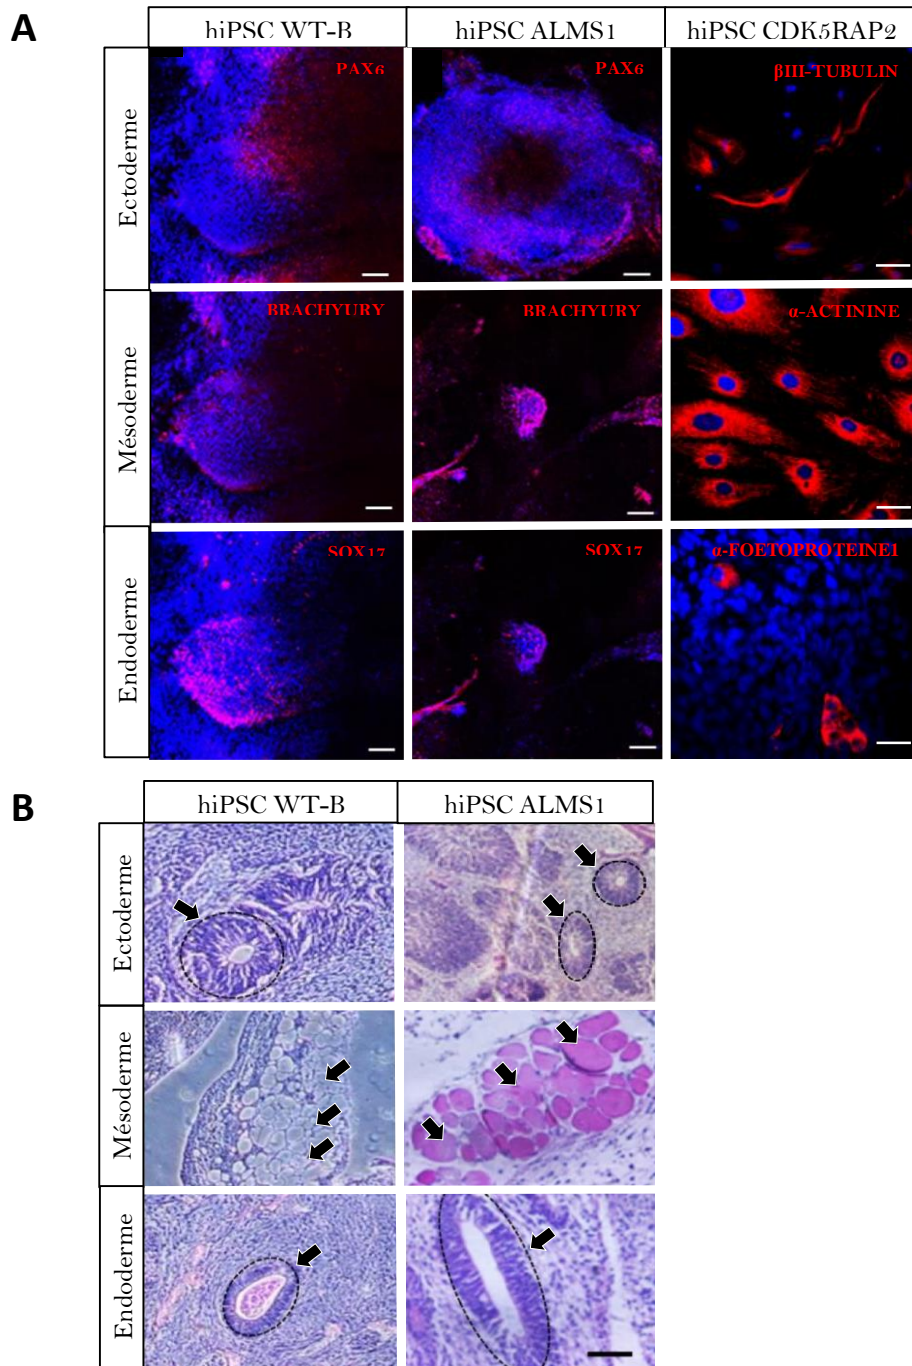 A
hiPSC WT-B
hiPSC ALMS1
hiPSC CDK5RAP2
Ectoderme
PAX6
PAX6
βIII-TUBULIN
Mésoderme
BRACHYURY
BRACHYURY
α-ACTININE
Endoderme
SOX17
SOX17
α-FOETOPROTEINE1
B
hiPSC WT-B
hiPSC ALMS1
Ectoderme
Mésoderme
Endoderme